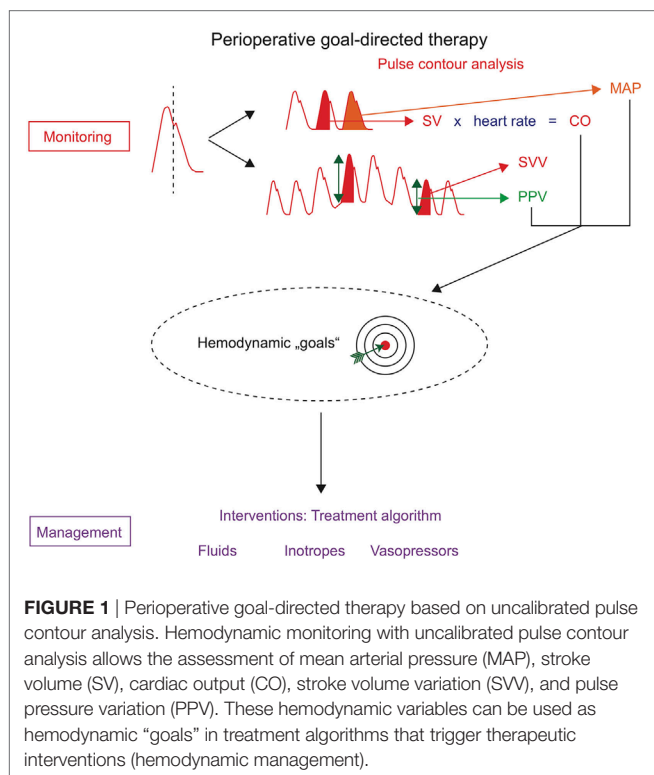 Perioperative goal-directed therapy
Pulse contour analysis
MAP
Monitoring
SV x heart rate = CO
SVV
PPV
Hemodynamic „goals“
Interventions: Treatment algorithm
Management
Fluids Inotropes Vasopressors
FIGURE 1 | Perioperative goal-directed therapy based on uncalibrated pulse
contour analysis. Hemodynamic monitoring with uncalibrated pulse contour
analysis allows the assessment of mean arterial pressure (MAP), stroke
volume (SV), cardiac output (CO), stroke volume variation (SVV), and pulse
pressure variation (PPV). These hemodynamic variables can be used as
hemodynamic “goals” in treatment algorithms that trigger therapeutic
interventions (hemodynamic management).